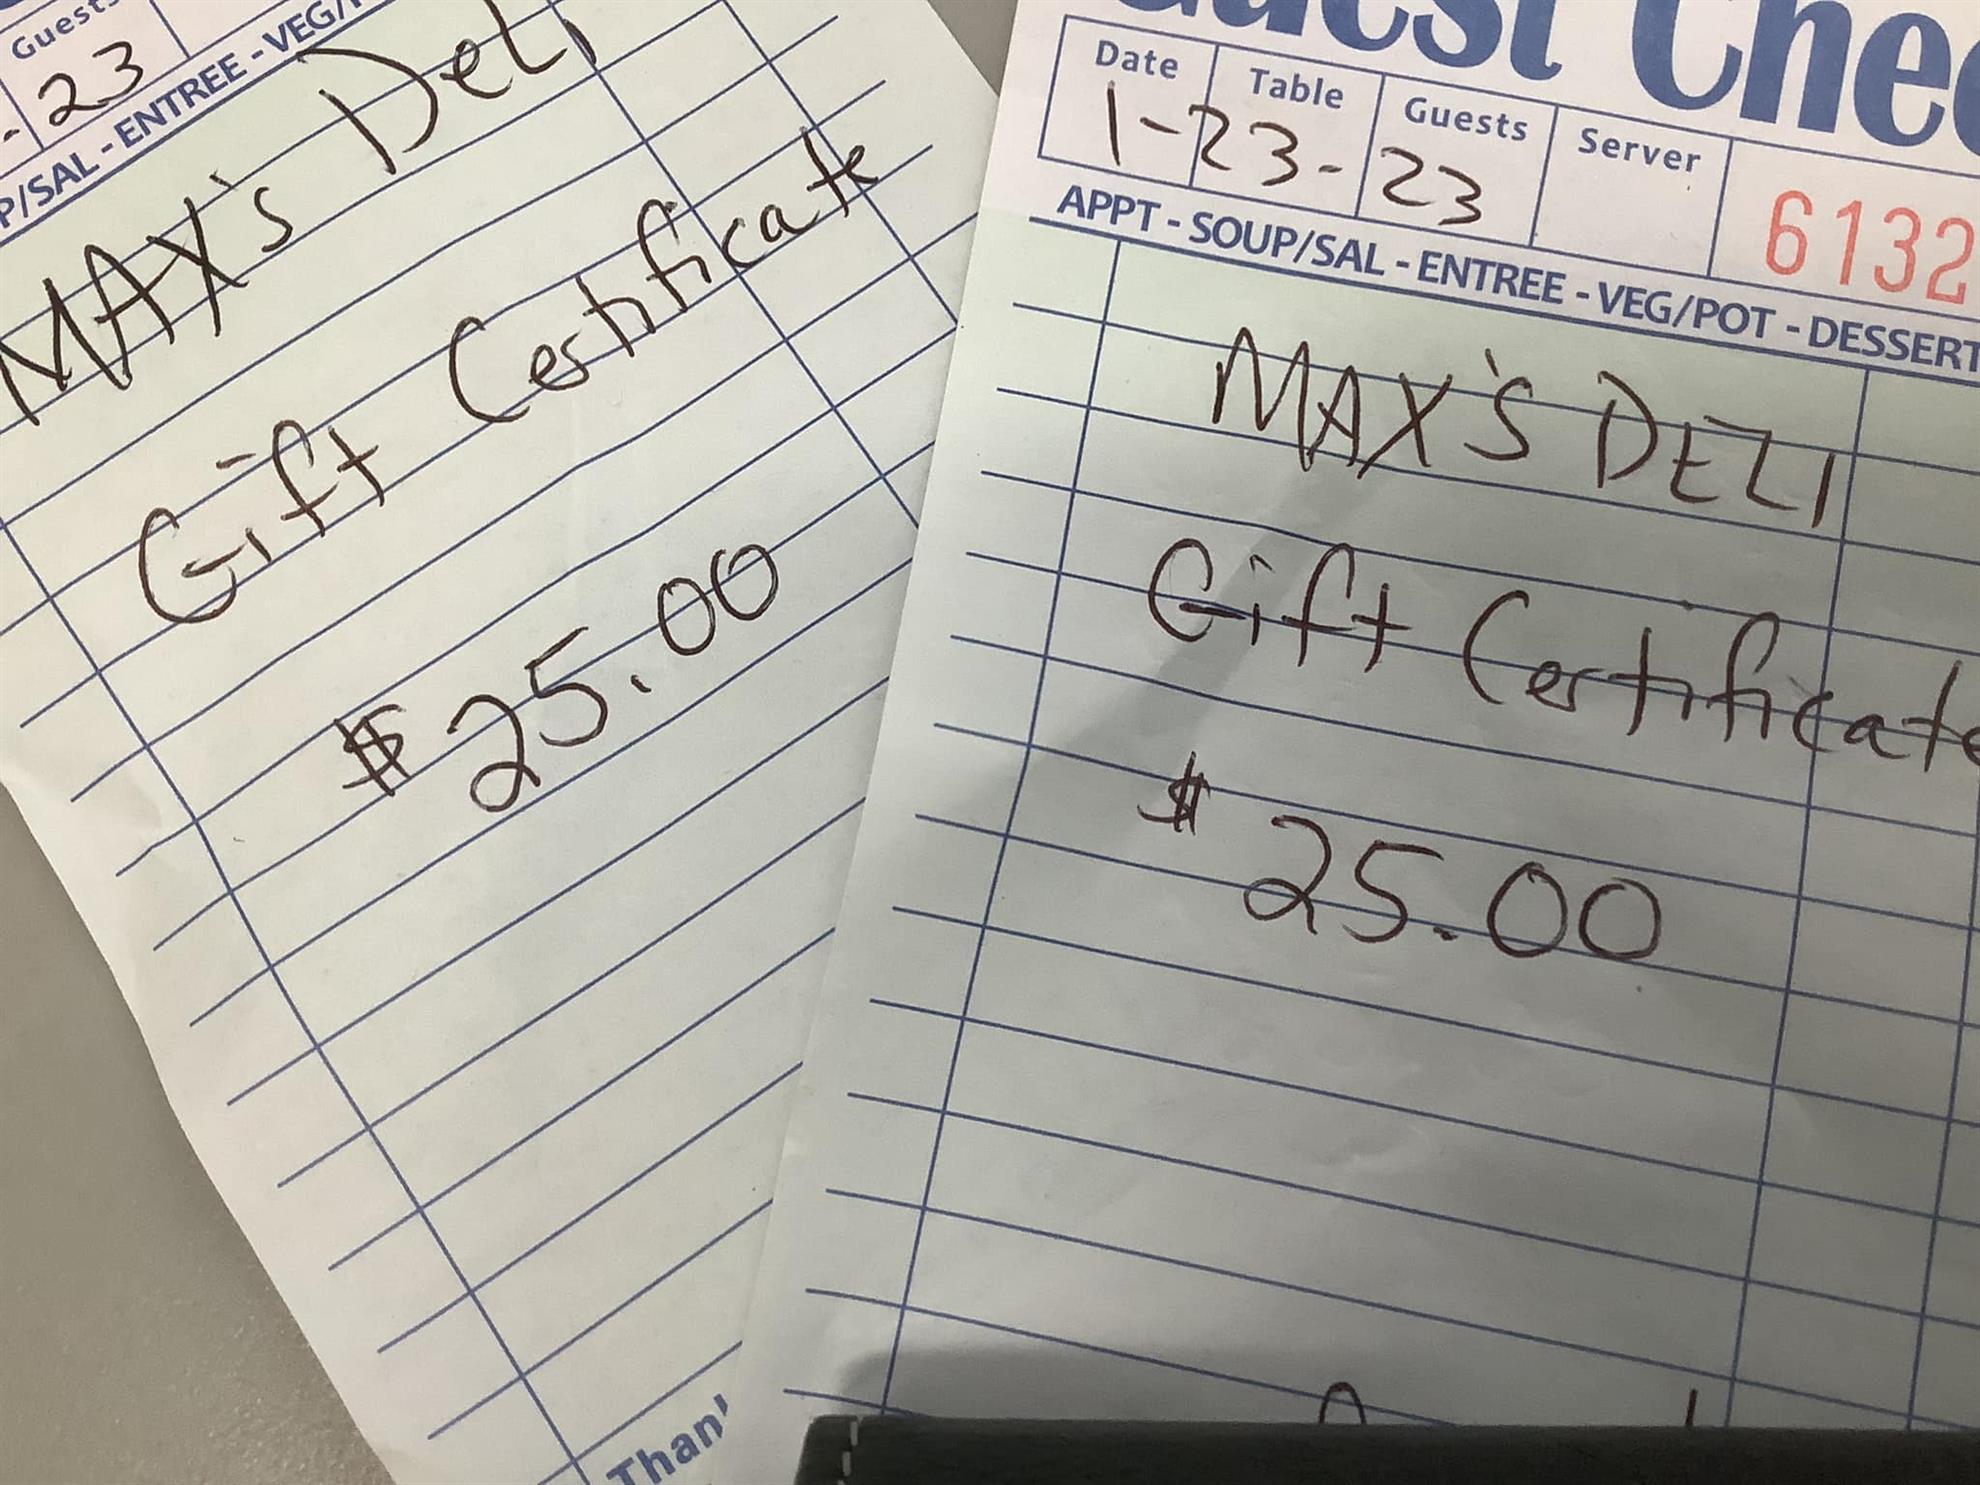 Guests
- 23
P/SAL - ENTREE - VEG/
MAX's Deli
Gift Certificate
$ 25.00
Guest Chec
Date Table Guests Server
1-23-23
6132
APPT - SOUP/SAL - ENTREE - VEG/POT - DESSERT
MAX'S DELI
Gift Certificate
$ 25.00